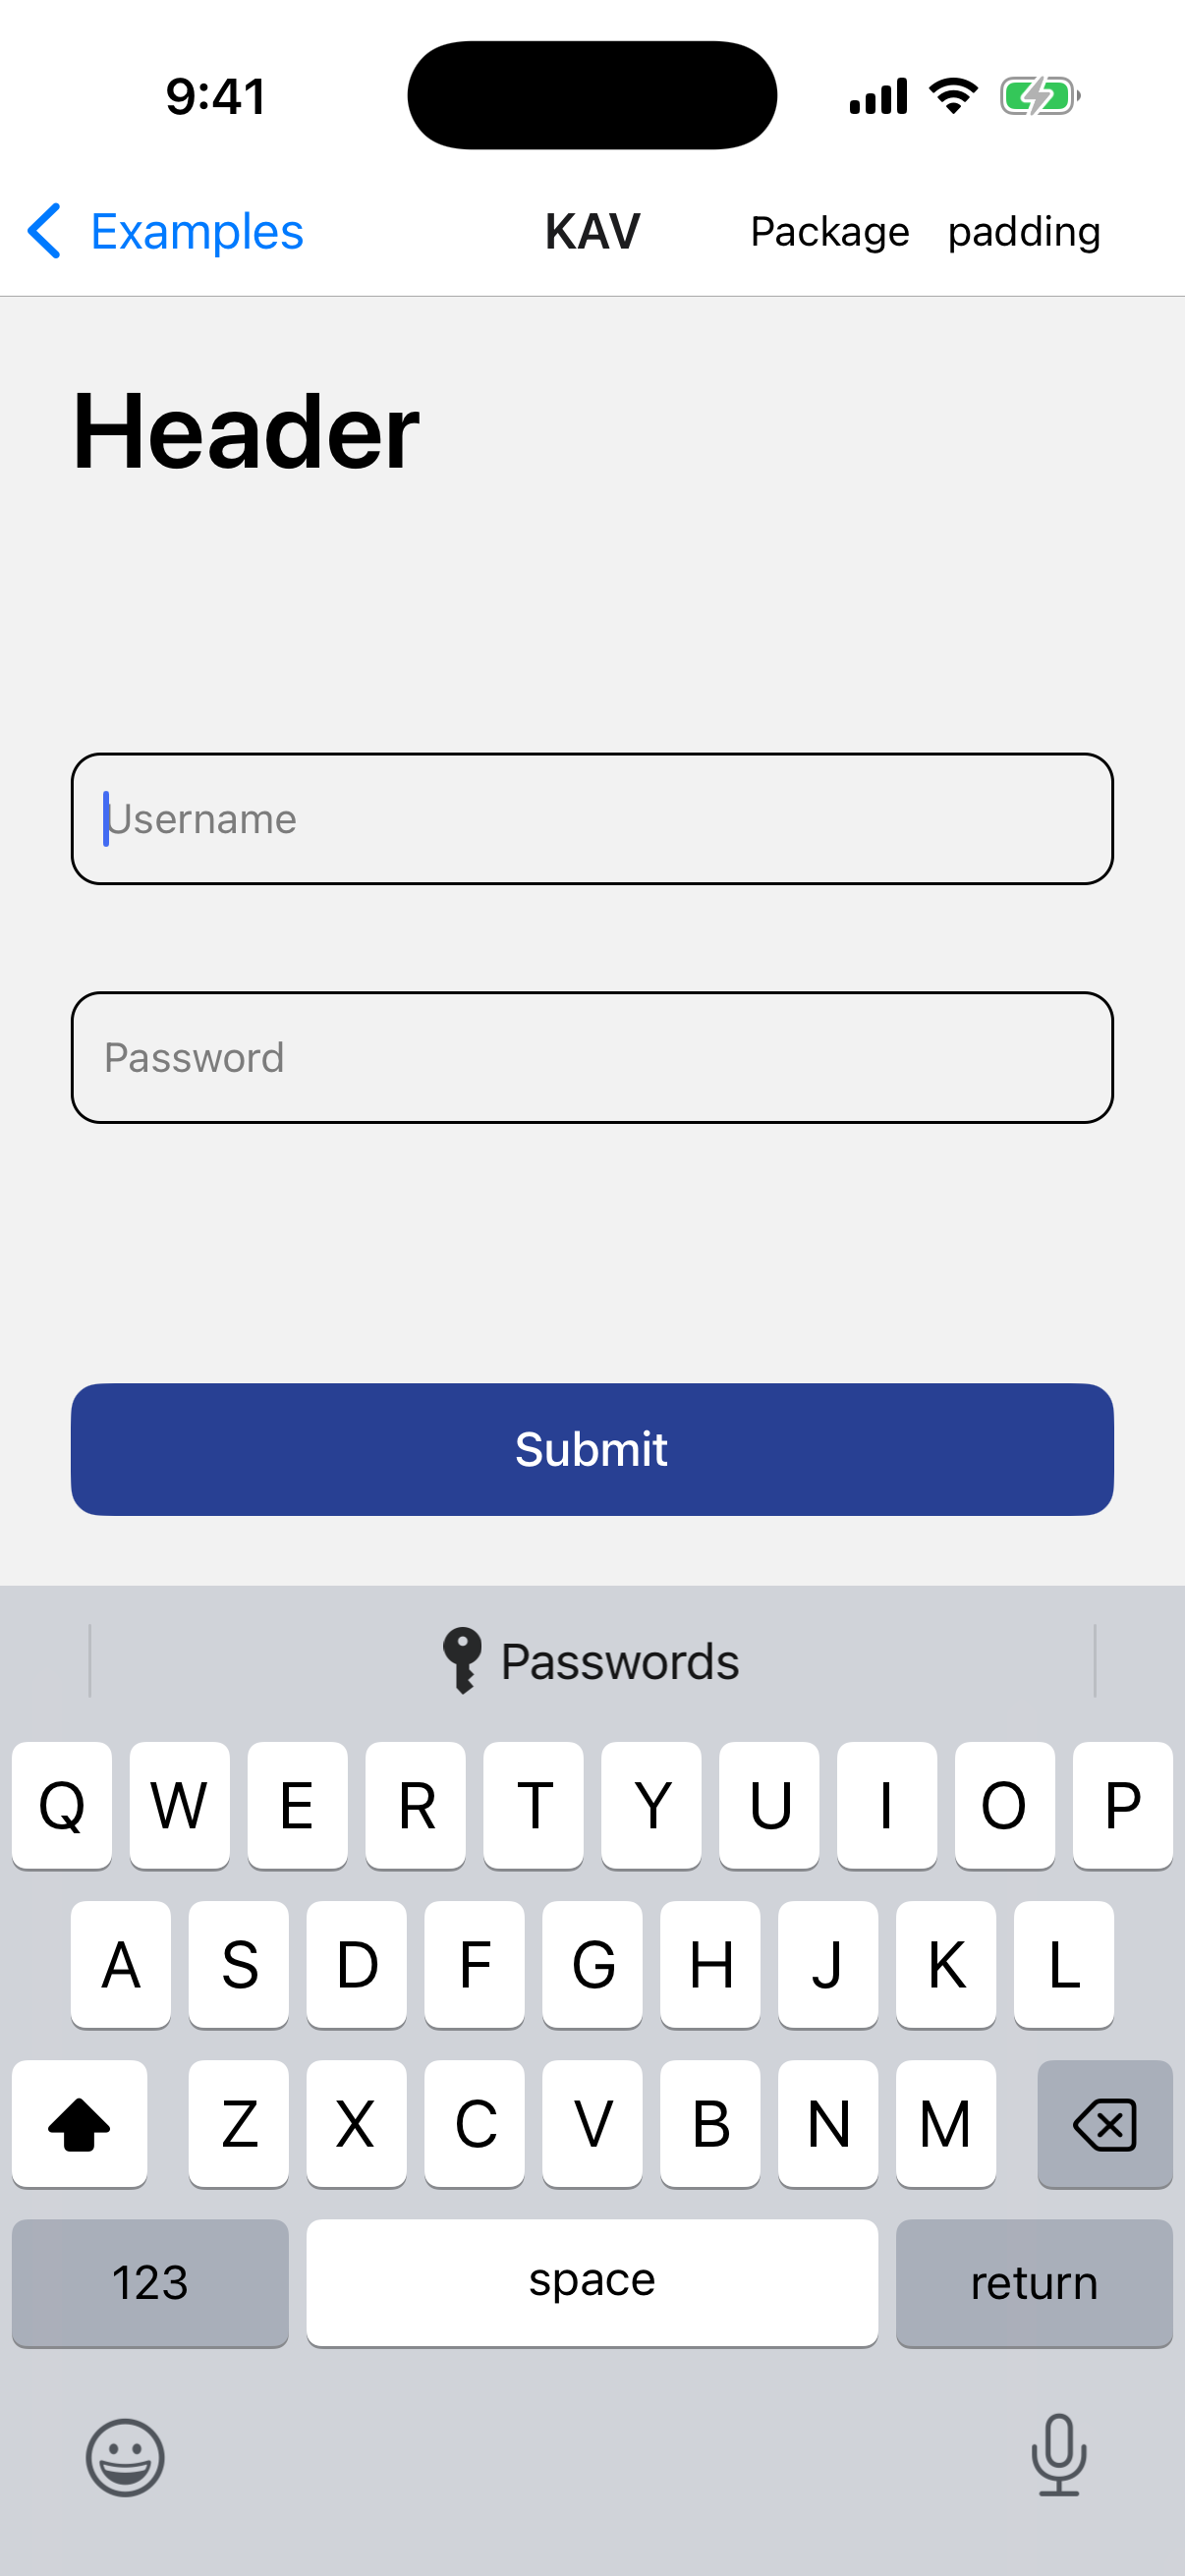 9:41
Examples KAV Package padding
Header
Username
Password
Submit
Passwords
Q W E R T Y U I O P
A S D F G H J K L
Z X C V B N M
123 space return